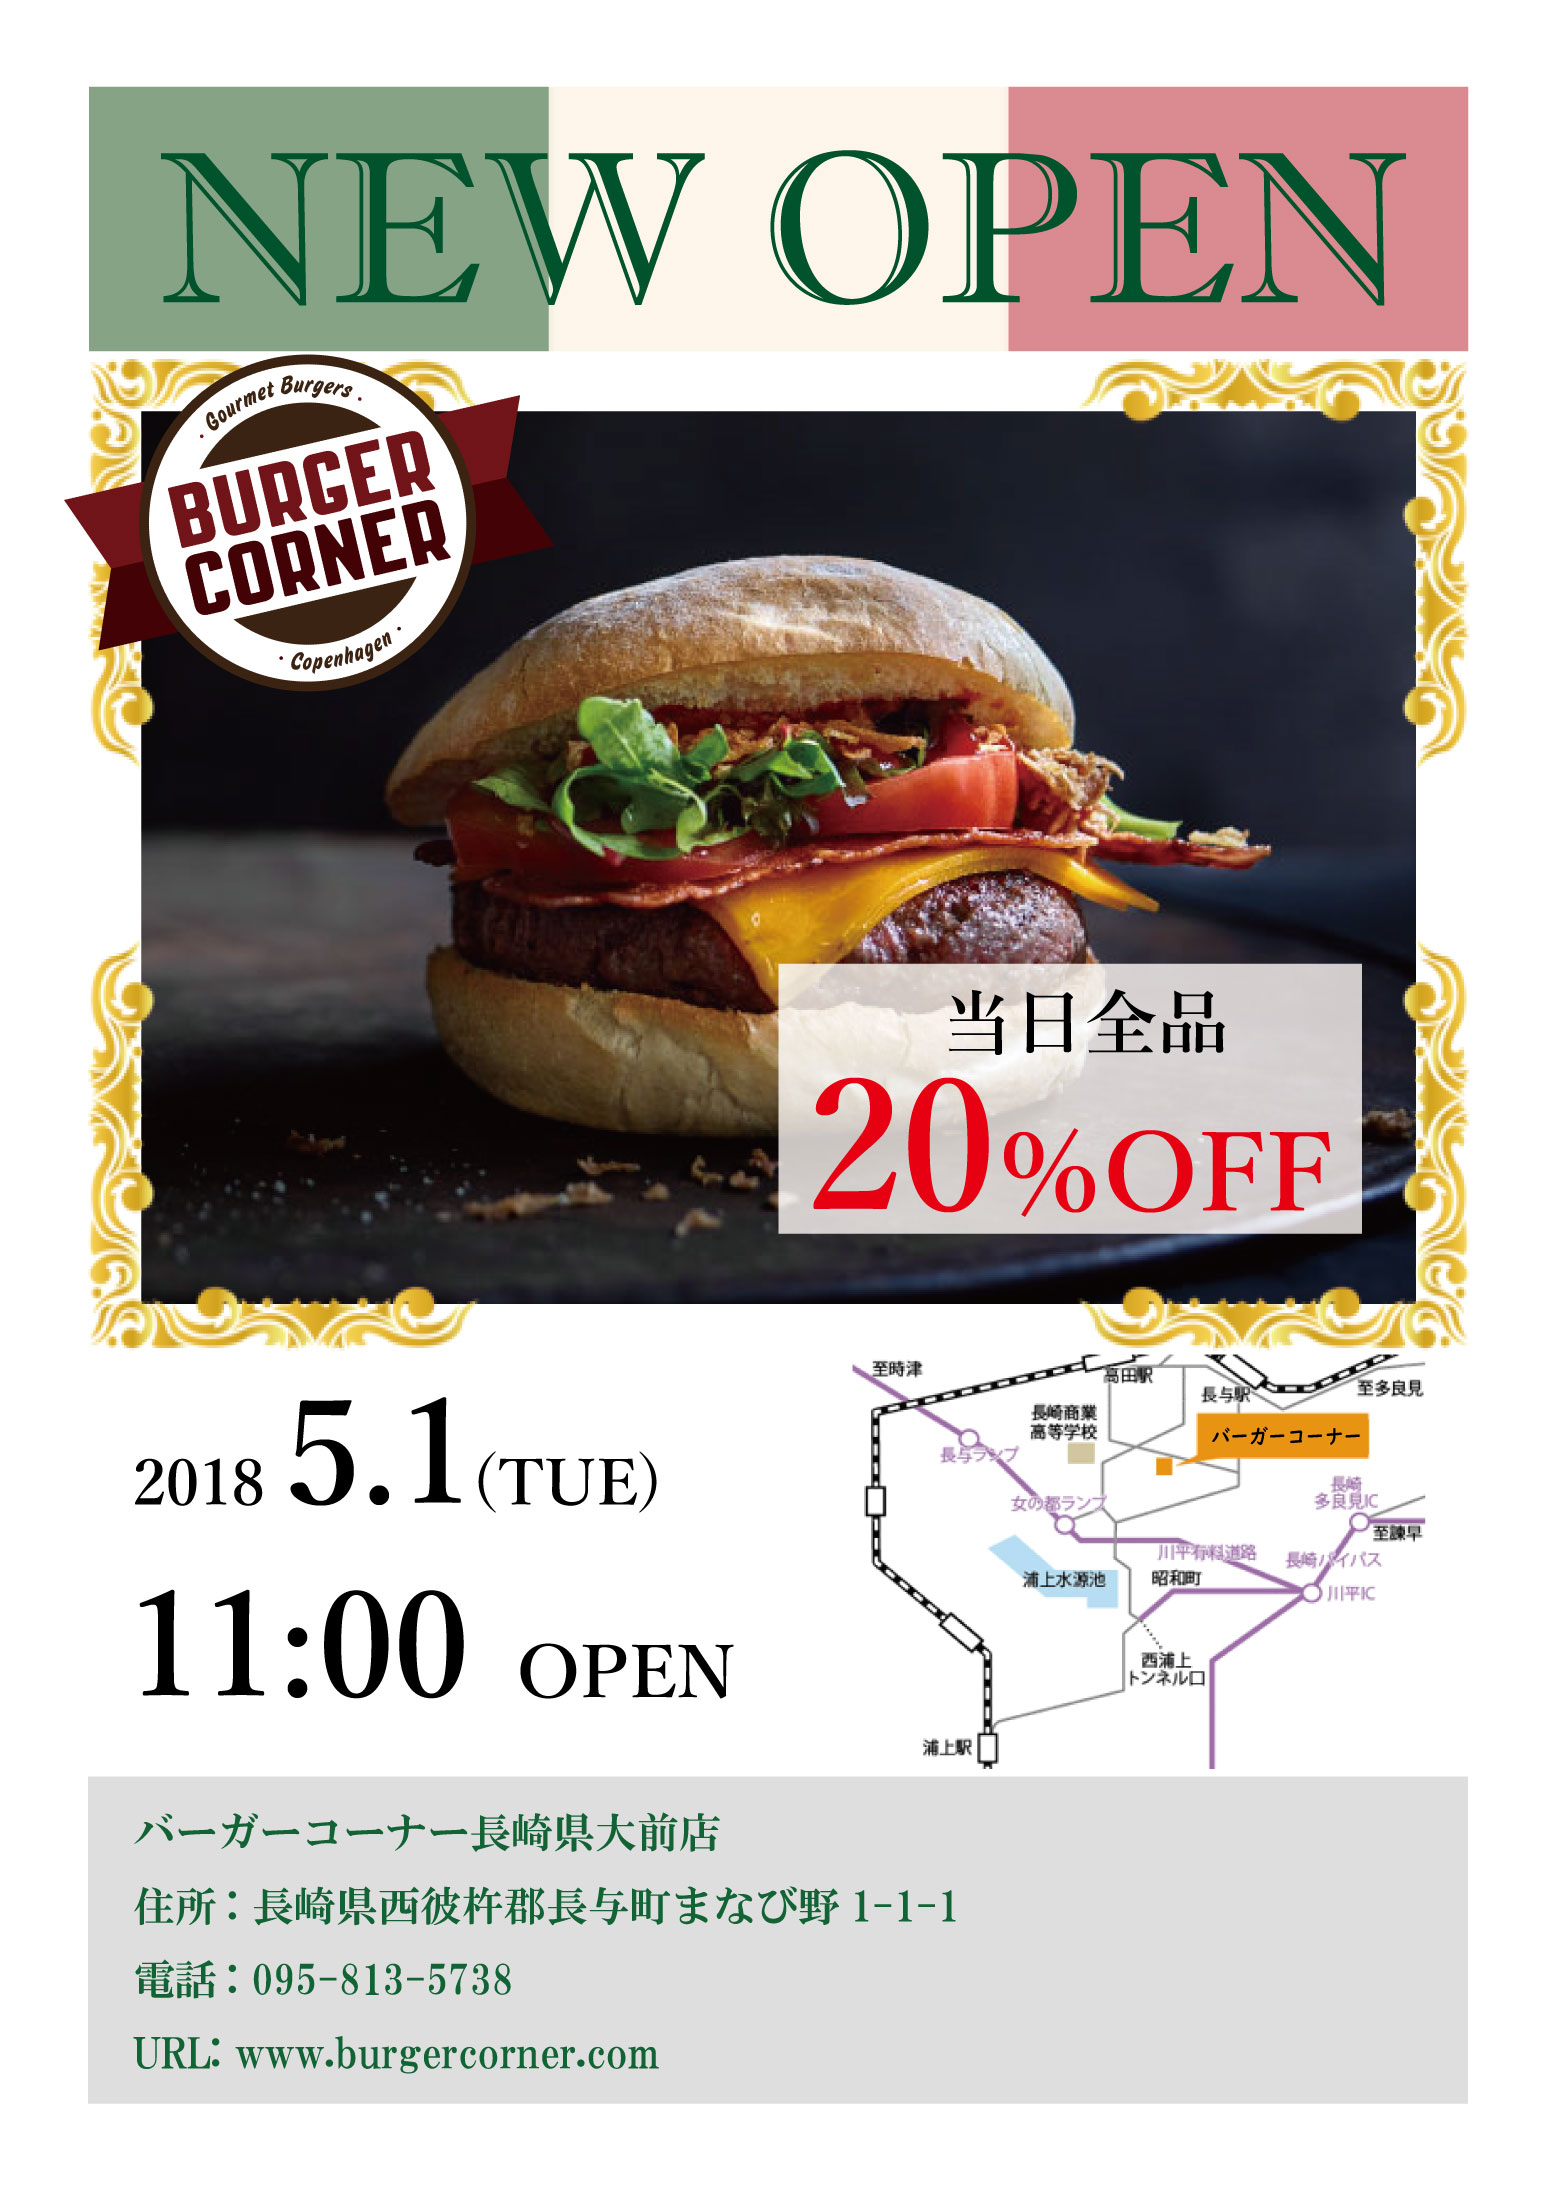 NEW OPEN
Gourmet Burgers
BURGER
CORNER
Copenhagen
当日全品
20%OFF
2018 5.1(TUE)
11:00 OPEN
至時津
高田駅
長与駅
至多良見
長崎商業
高等学校
バーガーコーナー
長与ランプ
女の都ランプ
長崎
多良見IC
至諫早
川平有料道路
長崎バイパス
浦上水源池
昭和町
川平IC
西浦上
トンネル口
浦上駅
バーガーコーナー長崎県大前店
住所：長崎県西彼杵郡長与町まなび野 1-1-1
電話：095-813-5738
URL: www.burgercorner.com